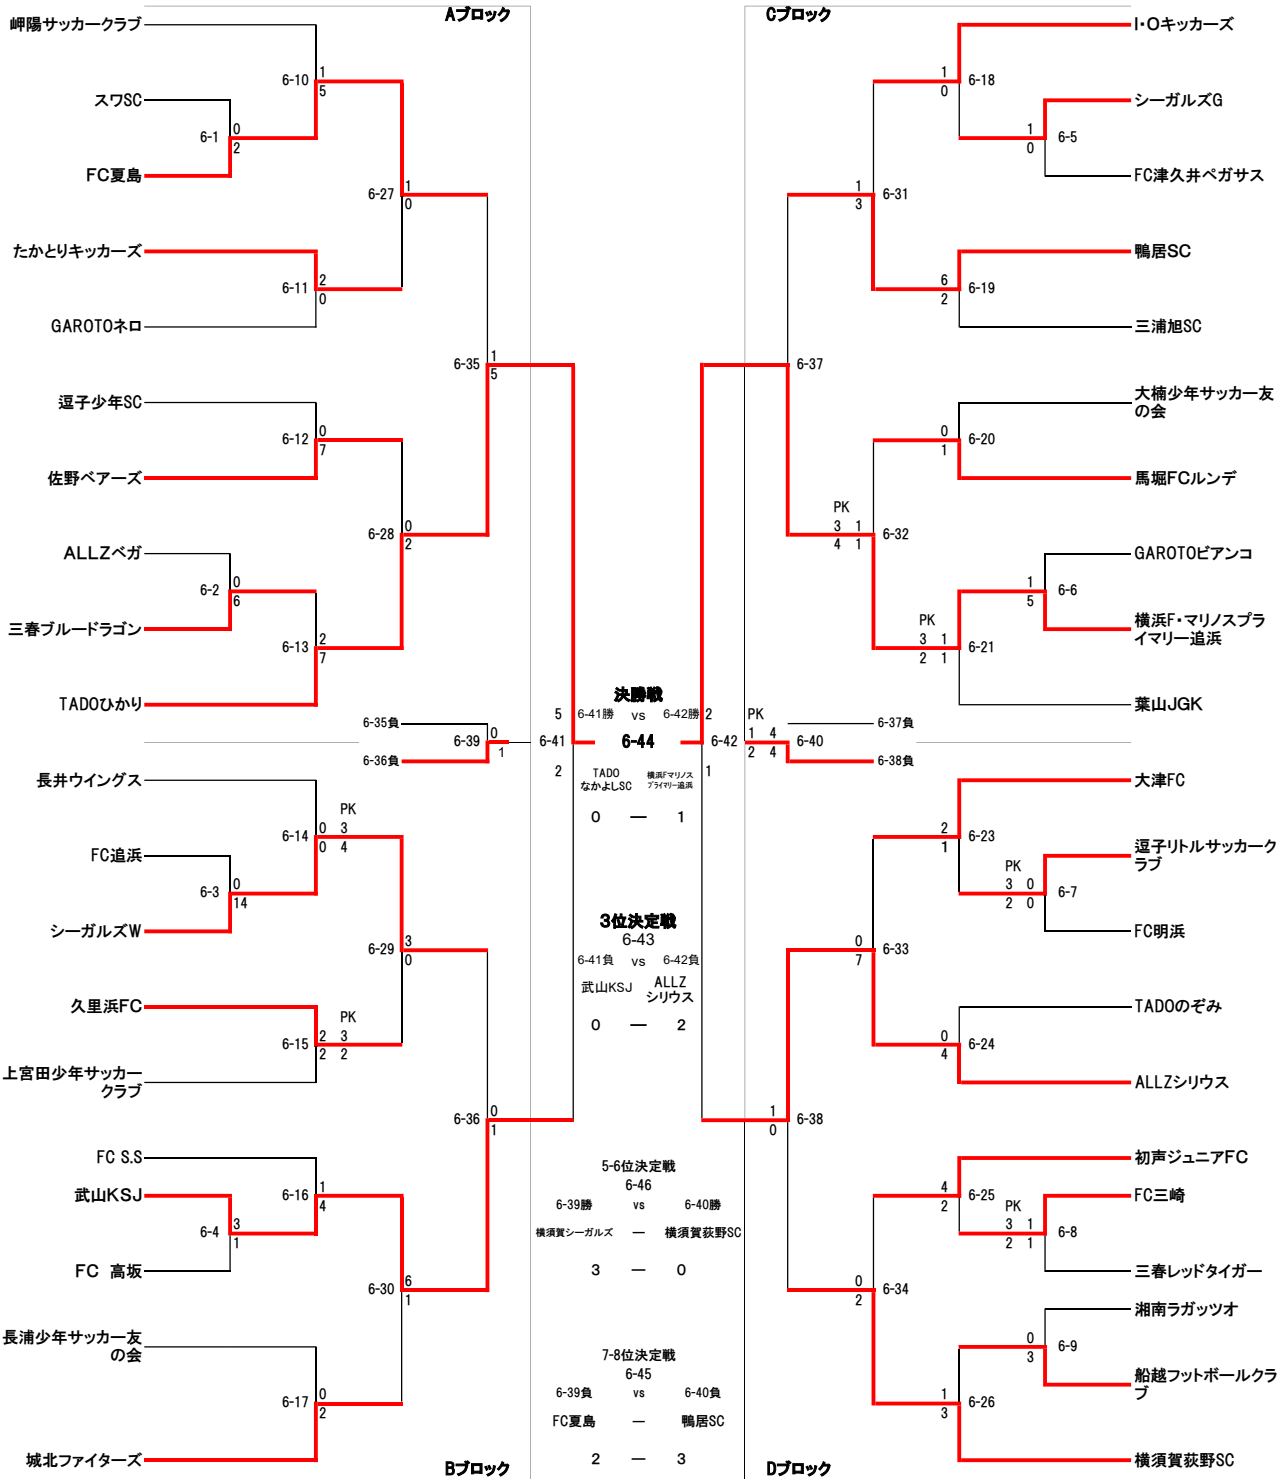 Aブロック
岬陽サッカークラブ
6-10
1
5
スワSC
6-1
0
2
FC夏島
6-27
1
0
たかとりキッカーズ
6-11
2
0
GAROTOネロ
6-35
1
5
逗子少年SC
6-12
0
7
佐野ベアーズ
6-28
0
2
ALLZベガ
6-2
0
6
三春ブルードラゴン
6-13
2
7
TADOひかり
6-35負
6-39
0
1
6-36負
長井ウイングス
6-14
0
0
PK
3
4
FC追浜
6-3
0
14
シーガルズW
6-29
3
0
久里浜FC
6-15
2
2
PK
3
2
上宮田少年サッカー
クラブ
6-36
0
1
FC S.S
6-16
1
4
武山KSJ
6-4
3
1
FC 高坂
6-30
6
1
長浦少年サッカー友
の会
6-17
0
2
城北ファイターズ
Bブロック
決勝戦
5 6-41勝 vs 6-42勝 2
6-41 6-44 6-42
2 1
TADO
なかよしSC
横浜Fマリノス
プライマリー追浜
0 ― 1
3位決定戦
6-43
6-41負 vs 6-42負
武山KSJ
ALLZ
シリウス
0 ― 2
5-6位決定戦
6-46
6-39勝 vs 6-40勝
横須賀シーガルズ ― 横須賀荻野SC
3 ― 0
7-8位決定戦
6-45
6-39負 vs 6-40負
FC夏島 ― 鴨居SC
2 ― 3
Cブロック
I・Oキッカーズ
1
0
6-18
シーガルズG
1
0
6-5
FC津久井ペガサス
1
3
6-31
鴨居SC
6
2
6-19
三浦旭SC
6-37
大楠少年サッカー友
の会
0
1
6-20
馬堀FCルンデ
PK
3 1
4 1
6-32
GAROTOビアンコ
1
5
6-6
横浜F・マリノスプラ
イマリー追浜
PK
3 1
2 1
6-21
葉山JGK
6-37負
PK
1 4
2 4
6-40
6-38負
大津FC
2
1
6-23
逗子リトルサッカーク
ラブ
PK
3 0
2 0
6-7
FC明浜
0
7
6-33
TADOのぞみ
0
4
6-24
ALLZシリウス
1
0
6-38
初声ジュニアFC
4
2
6-25
FC三崎
PK
3 1
2 1
6-8
三春レッドタイガー
0
2
6-34
湘南ラガッツオ
0
3
6-9
船越フットボールクラ
ブ
1
3
6-26
横須賀荻野SC
Dブロック